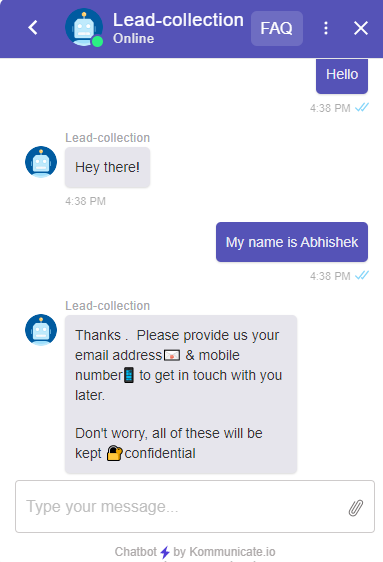 Lead-collection
Online
FAQ
Hello
4:38 PM
Lead-collection
Hey there!
4:38 PM
My name is Abhishek
4:38 PM
Lead-collection
Thanks .  Please provide us your
email address💌 & mobile
number📱 to get in touch with you
later.
Don't worry, all of these will be
kept 🔐confidential
Type your message...
Chatbot⚡by Kommunicate.io